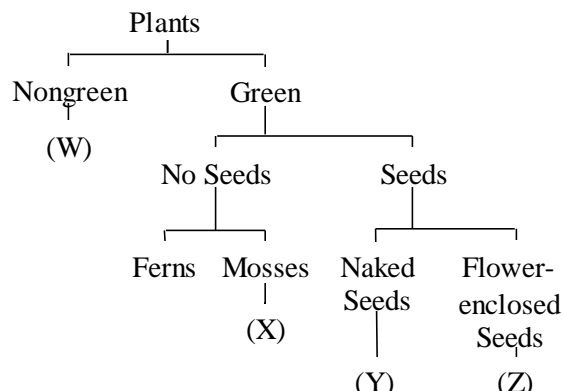 Plants
Nongreen Green
(W)
No Seeds Seeds
Ferns Mosses Naked Flower-
Seeds enclosed
(X) Seeds
(Y) (Z)